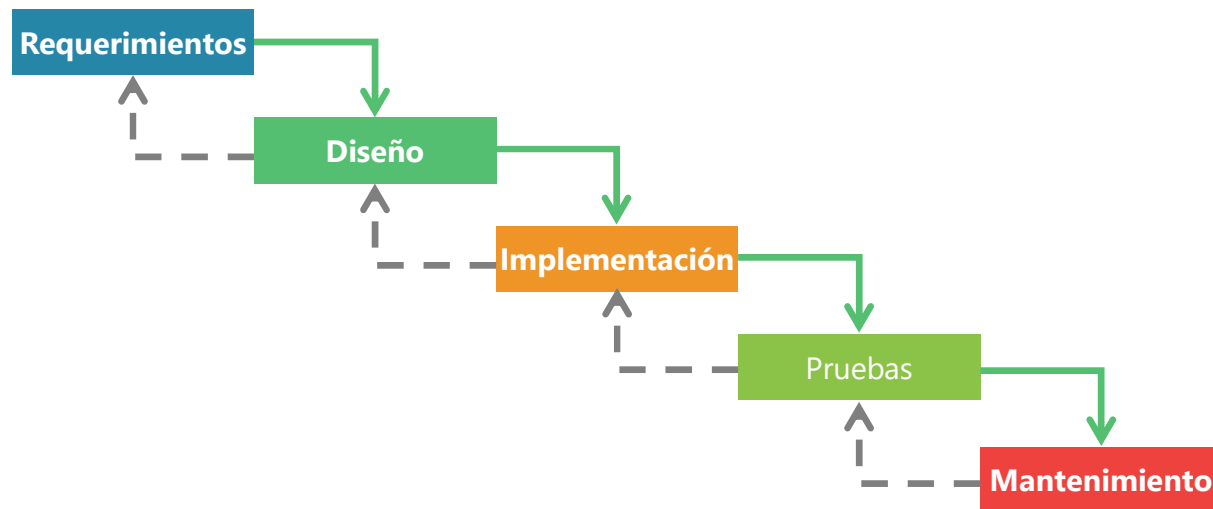 Requerimientos
Diseño
Implementación
Pruebas
Mantenimiento